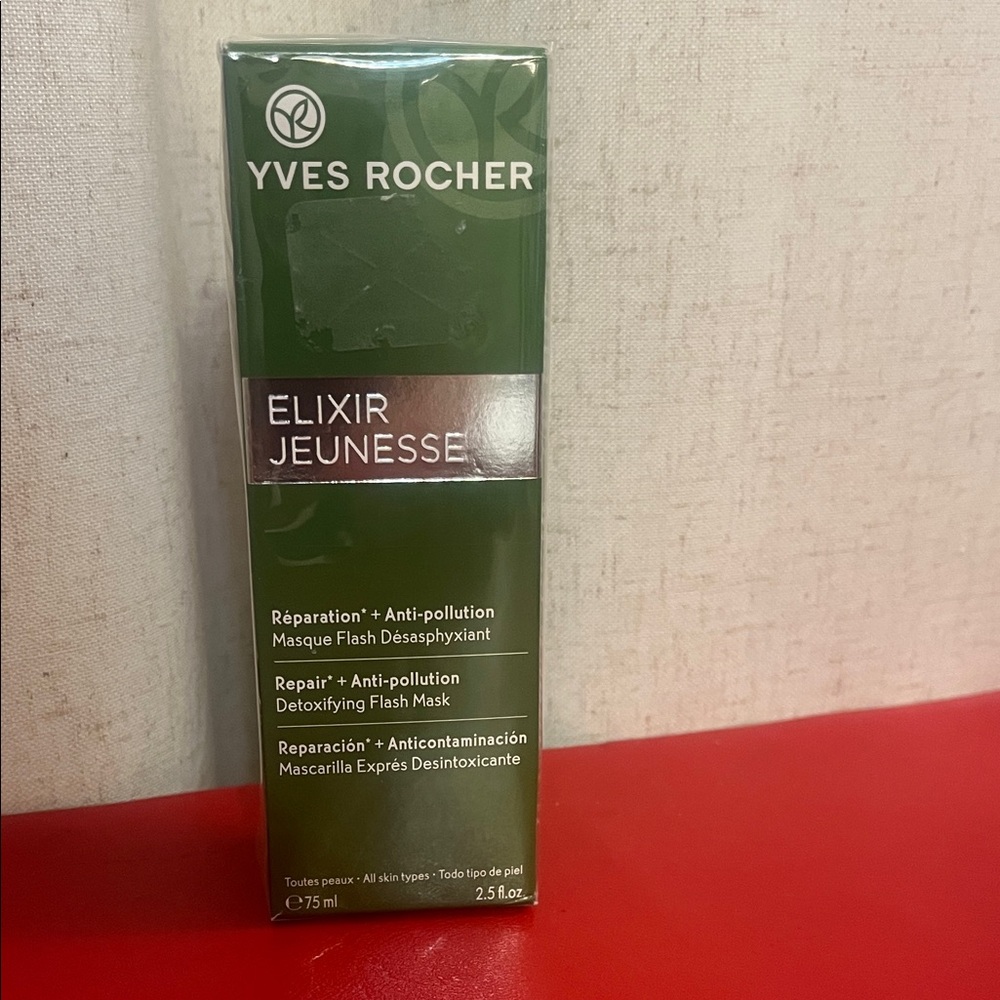 YVES ROCHER
ELIXIR
JEUNESSE
Réparation* + Anti-pollution
Masque Flash Désasphyxiant
Repair* + Anti-pollution
Detoxifying Flash Mask
Reparación* + Anticontaminación
Mascarilla Exprés Desintoxicante
Toutes peaux • All skin types • Todo tipo de piel
℮ 75 ml 2.5 fl.oz.